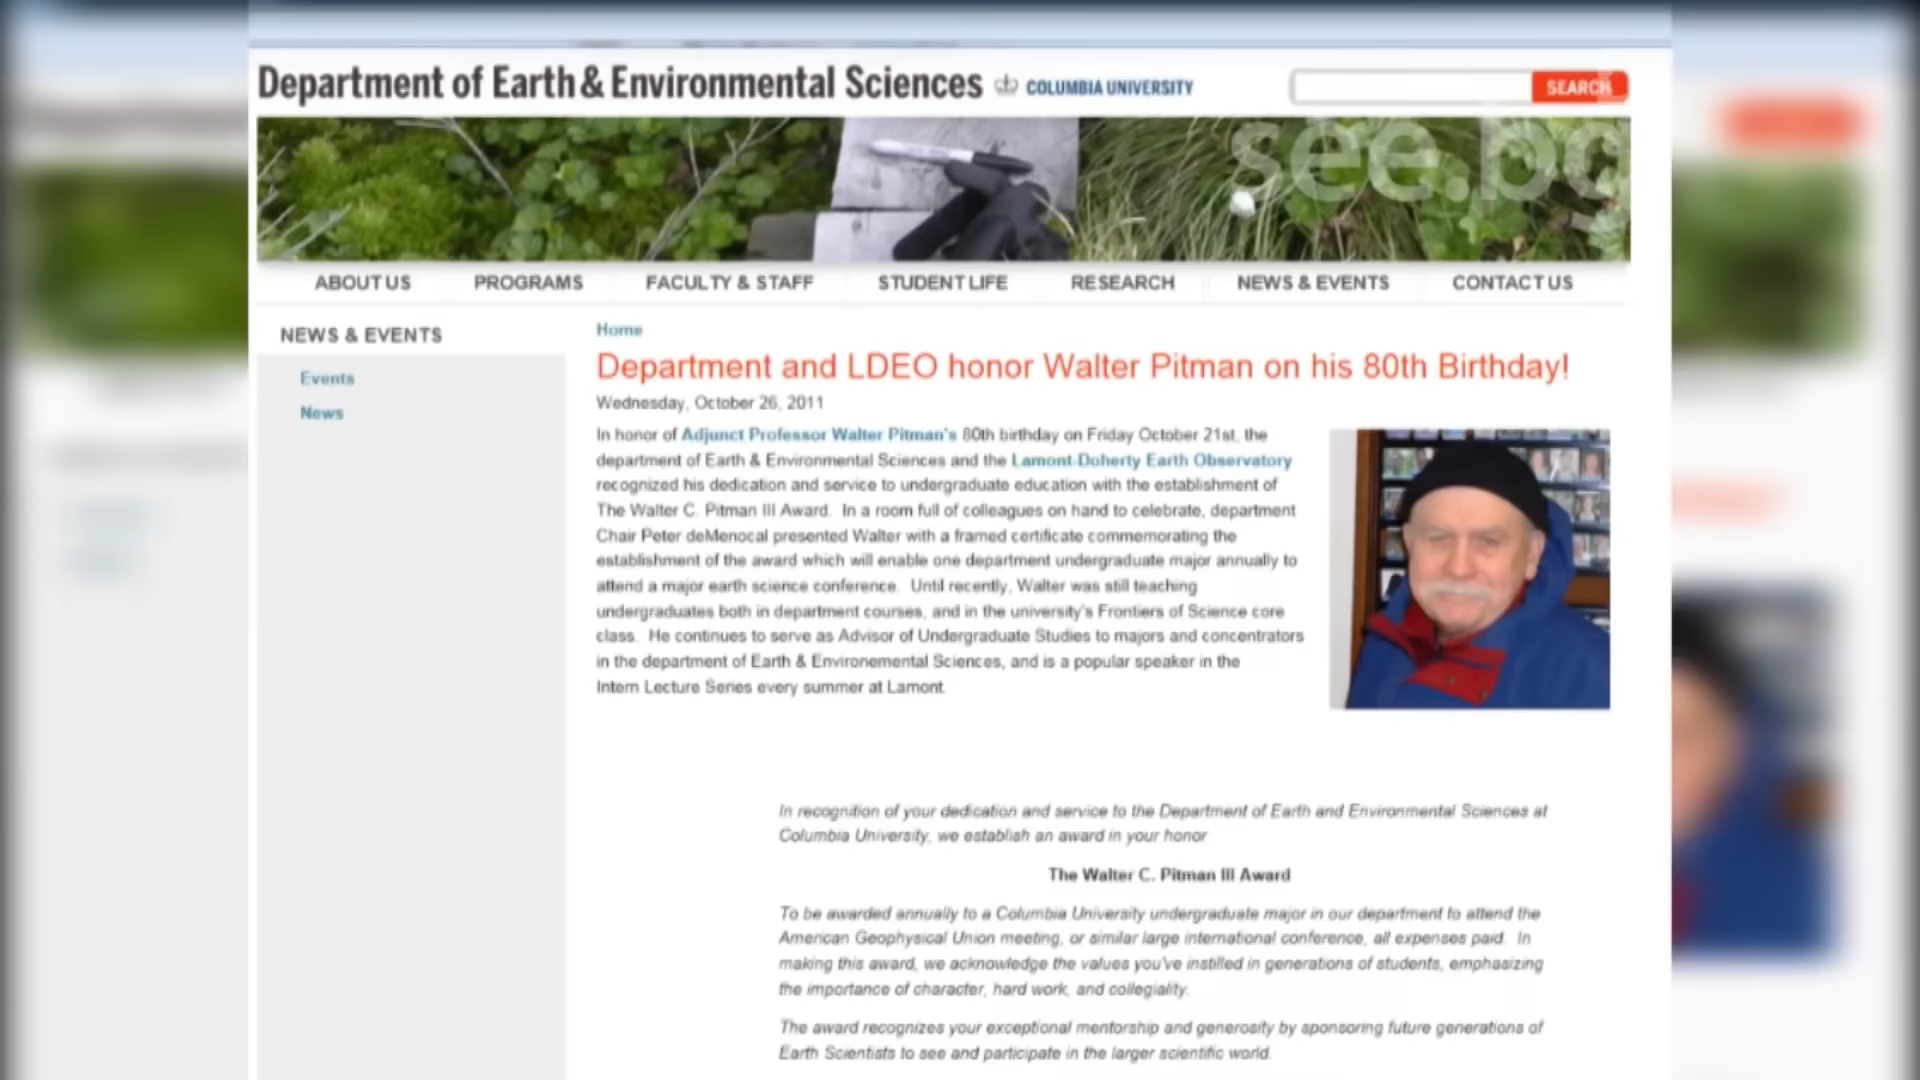 Department of Earth & Environmental Sciences COLUMBIA UNIVERSITY
SEARCH
see.bg
ABOUT US PROGRAMS FACULTY & STAFF STUDENT LIFE RESEARCH NEWS & EVENTS CONTACT US
NEWS & EVENTS
Events
News
Home
Department and LDEO honor Walter Pitman on his 80th Birthday!
Wednesday, October 26, 2011
In honor of Adjunct Professor Walter Pitman's 80th birthday on Friday October 21st, the
department of Earth & Environmental Sciences and the Lamont-Doherty Earth Observatory
recognized his dedication and service to undergraduate education with the establishment of
The Walter C. Pitman III Award. In a room full of colleagues on hand to celebrate, department
Chair Peter deMenocal presented Walter with a framed certificate commemorating the
establishment of the award which will enable one department undergraduate major annually to
attend a major earth science conference. Until recently, Walter was still teaching
undergraduates both in department courses, and in the university's Frontiers of Science core
class. He continues to serve as Advisor of Undergraduate Studies to majors and concentrators
in the department of Earth & Environemental Sciences, and is a popular speaker in the
Intern Lecture Series every summer at Lamont.
In recognition of your dedication and service to the Department of Earth and Environmental Sciences at
Columbia University, we establish an award in your honor
The Walter C. Pitman III Award
To be awarded annually to a Columbia University undergraduate major in our department to attend the
American Geophysical Union meeting, or similar large international conference, all expenses paid. In
making this award, we acknowledge the values you've instilled in generations of students, emphasizing
the importance of character, hard work, and collegiality.
The award recognizes your exceptional mentorship and generosity by sponsoring future generations of
Earth Scientists to see and participate in the larger scientific world.